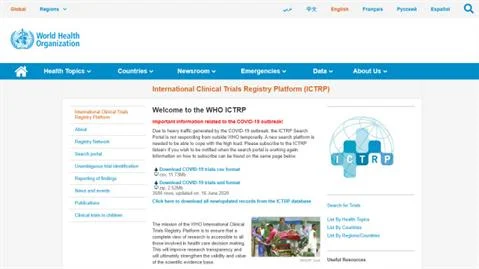 Global Regions عربي 中文 English Français Русский Español
World Health
Organization
Health Topics Countries Newsroom Emergencies Data About Us
International Clinical Trials Registry Platform (ICTRP)
International Clinical Trials
Registry Platform
About
Registry Network
Search portal
Unambiguous trial identification
Reporting of findings
News and events
Publications
Clinical trials in children
Welcome to the WHO ICTRP
Important information related to the COVID-19 outbreak!
Due to heavy traffic generated by the COVID-19 outbreak, the ICTRP Search
Portal is not responding from outside WHO temporarily. A new search platform is
needed to be able to cope with the high load. Please subscribe to the ICTRP
listserv if you wish to be notified when the search portal is working again.
Information on how to subscribe can be found on the same page below.
Download COVID-19 trials csv format
csv, 11.73Mb
Download COVID-19 trials xml format
zip, 2.52Mb
rows, updated on, 16 June 2020
Click here to download all new/updated records from the ICTRP database
The mission of the WHO International Clinical
Trials Registry Platform is to ensure that a
complete view of research is accessible to all
those involved in health care decision making.
This will improve research transparency and
will ultimately strengthen the validity and value
of the scientific evidence base.
ICTRP
Search for Trials:
List By Health Topics
List By Countries
List By Regions/Countries
Useful Resources